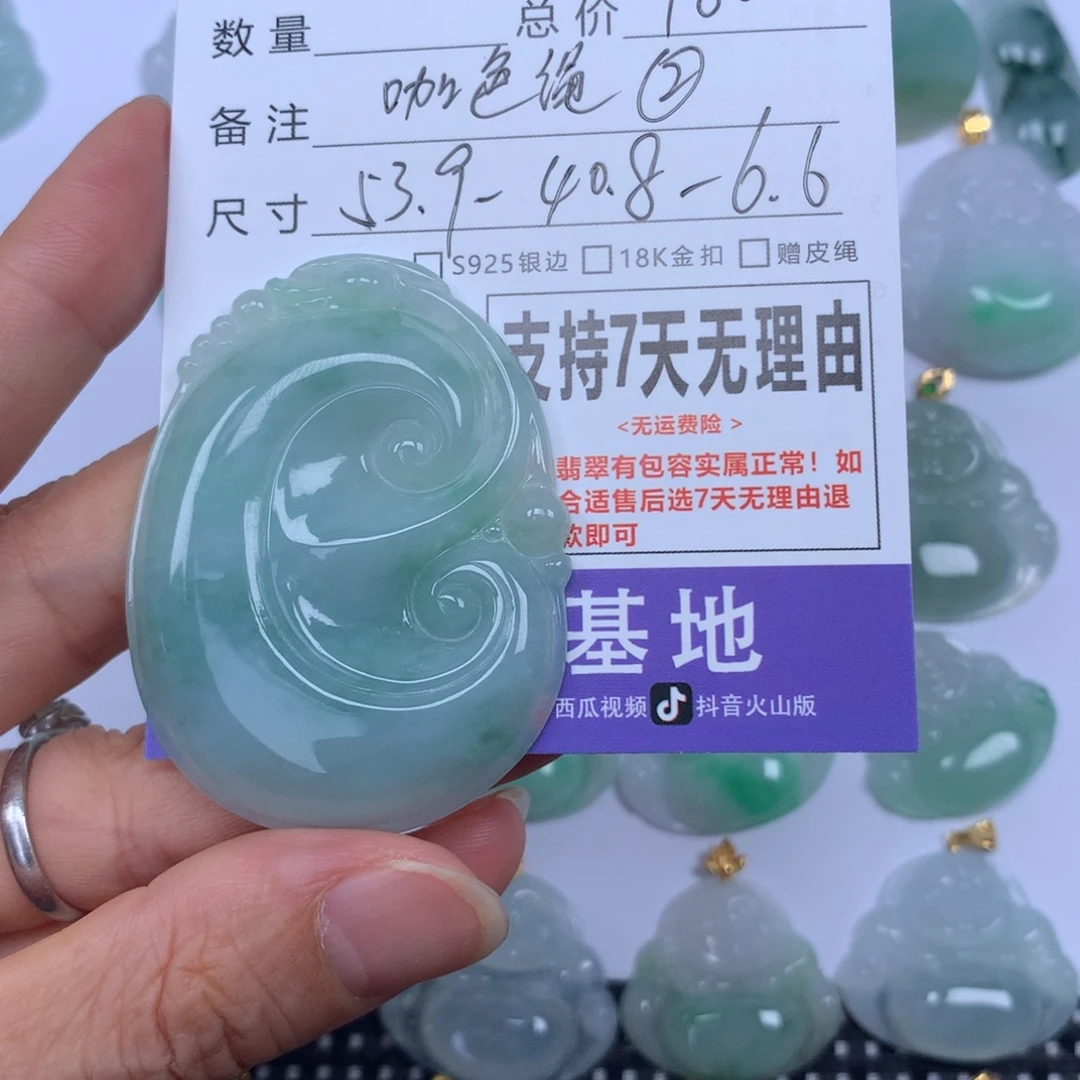 数量 总价
备注 咖色绳 ②
尺寸 53.9-40.8-6.6
S925银边 18K金扣 赠皮绳
支持7天无理由
<无运费险>
翡翠有包容实属正常！如
合适售后选7天无理由退
款即可
基地
西瓜视频 抖音火山版